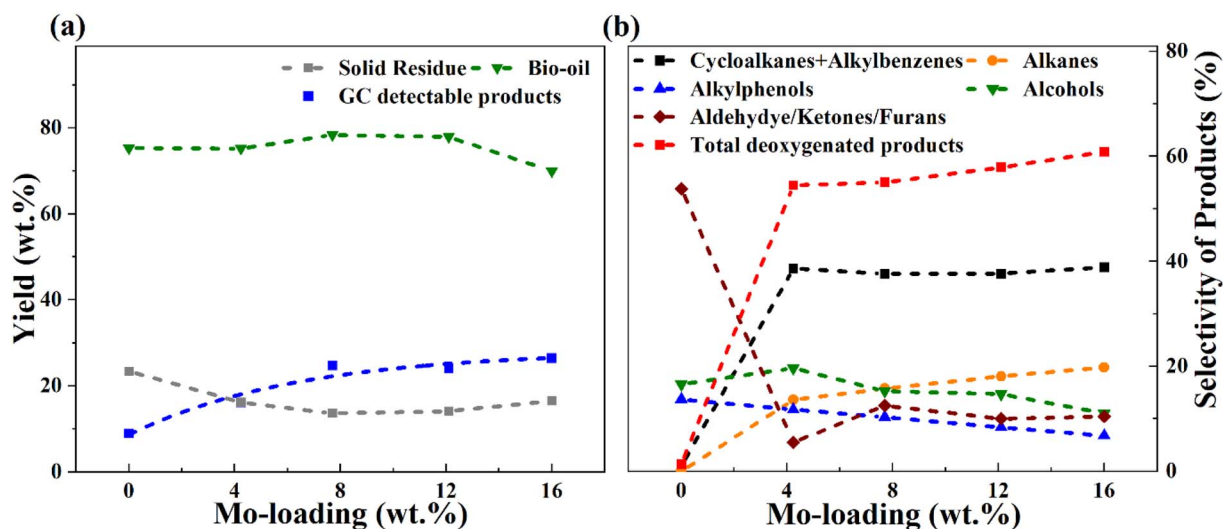 (a)
Solid Residue
Bio-oil
GC detectable products
Yield (wt.%)
80
60
40
20
0
0 4 8 12 16
Mo-loading (wt.%)
(b)
Cycloalkanes+Alkylbenzenes
Alkanes
Alkylphenols
Alcohols
Aldehydye/Ketones/Furans
Total deoxygenated products
Selectivity of Products (%)
80
60
40
20
0
0 4 8 12 16
Mo-loading (wt.%)